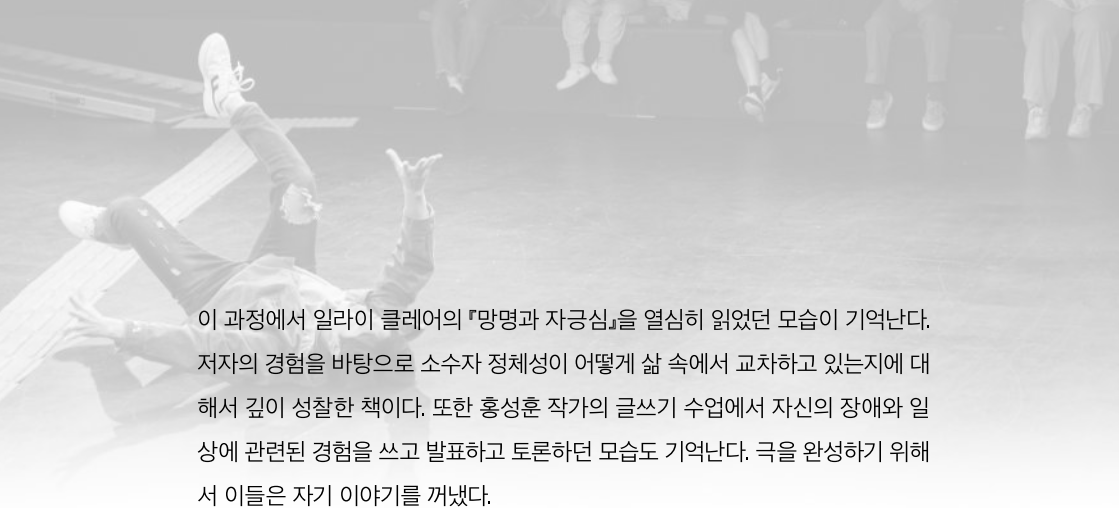 이 과정에서 일라이 클레어의 『망명과 자긍심』을 열심히 읽었던 모습이 기억난다.
저자의 경험을 바탕으로 소수자 정체성이 어떻게 삶 속에서 교차하고 있는지에 대
해서 깊이 성찰한 책이다. 또한 홍성훈 작가의 글쓰기 수업에서 자신의 장애와 일
상에 관련된 경험을 쓰고 발표하고 토론하던 모습도 기억난다. 극을 완성하기 위해
서 이들은 자기 이야기를 꺼냈다.